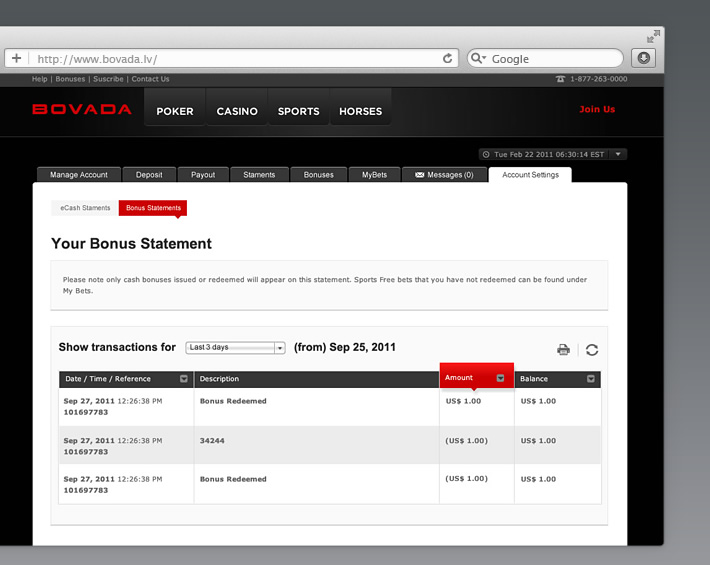 http://www.bovada.lv/
Google
Help | Bonuses | Suscribe | Contact Us
1-877-263-0000
BOVADA
POKER
CASINO
SPORTS
HORSES
Join Us
Tue Feb 22 2011 06:30:14 EST
Manage Account
Deposit
Payout
Staments
Bonuses
MyBets
Messages (0)
Account Settings
eCash Staments
Bonus Statements
Your Bonus Statement
Please note only cash bonuses issued or redeemed will appear on this statement. Sports Free bets that you have not redeemed can be found under
My Bets.
Show transactions for
Last 3 days
(from) Sep 25, 2011
Date / Time / Reference
Description
Amount
Balance
Sep 27, 2011 12:26:38 PM
101697783
Bonus Redeemed
US$ 1.00
US$ 1.00
Sep 27, 2011 12:26:38 PM
101697783
34244
(US$ 1.00)
US$ 1.00
Sep 27, 2011 12:26:38 PM
101697783
Bonus Redeemed
(US$ 1.00)
US$ 1.00